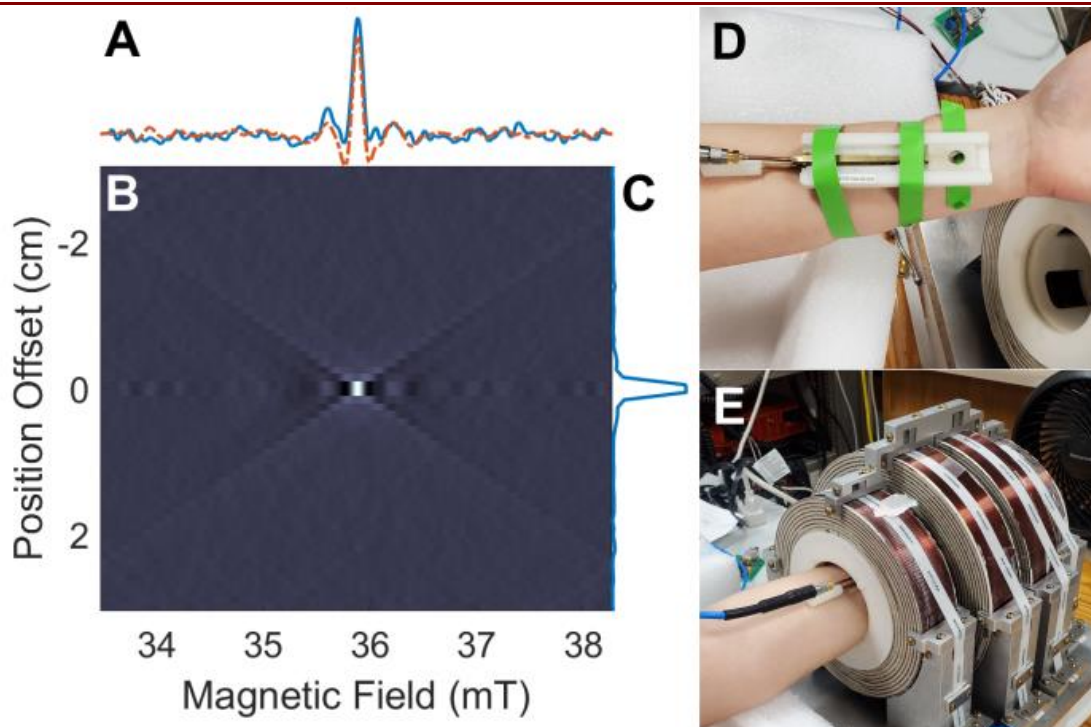 A
B
C
D
E
Position Offset (cm)
-2
0
2
34 35 36 37 38
Magnetic Field (mT)